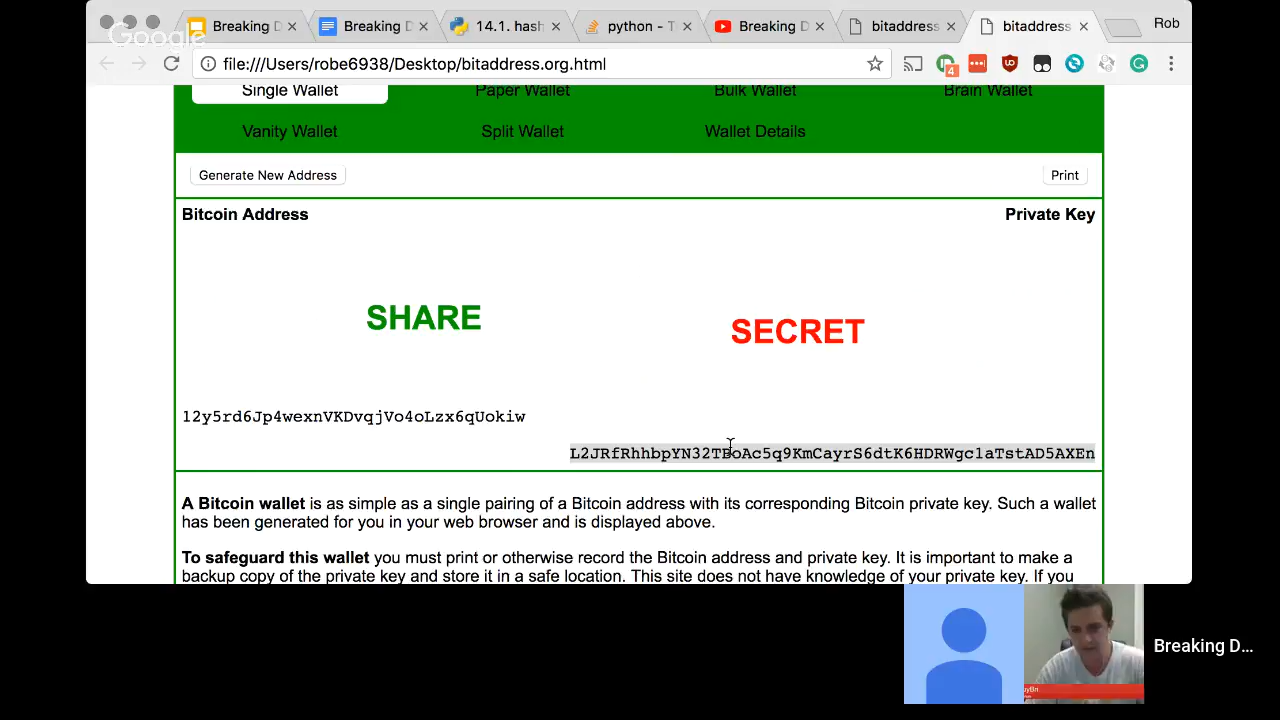 Google
Breaking D
Breaking D
14.1. hash
python - T
Breaking D
bitaddress
bitaddress
Rob
file:///Users/robe6938/Desktop/bitaddress.org.html
4
Single Wallet
Paper Wallet
Bulk Wallet
Brain Wallet
Vanity Wallet
Split Wallet
Wallet Details
Generate New Address
Print
Bitcoin Address
Private Key
SHARE
SECRET
12y5rd6Jp4wexnVKDvqjVo4oLzx6qUokiw
L2JRfRhhbpYN32TBoAc5q9KmCayrS6dtK6HDRWgc1aTstAD5AXEn
A Bitcoin wallet is as simple as a single pairing of a Bitcoin address with its corresponding Bitcoin private key. Such a wallet
has been generated for you in your web browser and is displayed above.
To safeguard this wallet you must print or otherwise record the Bitcoin address and private key. It is important to make a
backup copy of the private key and store it in a safe location. This site does not have knowledge of your private key. If you
Breaking D...